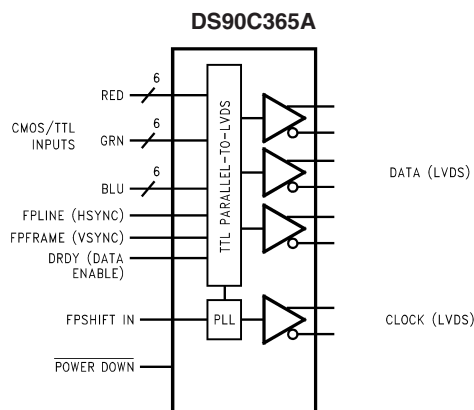 DS90C365A
6
RED
6
CMOS/TTL
INPUTS
GRN
6
BLU
FPLINE (HSYNC)
FPFRAME (VSYNC)
DRDY (DATA
ENABLE)
TTL PARALLEL-TO-LVDS
DATA (LVDS)
FPSHIFT IN
PLL
CLOCK (LVDS)
POWER DOWN